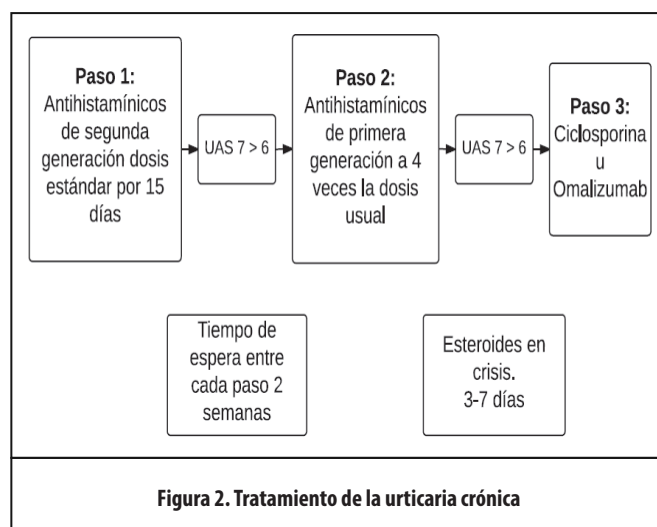 Paso 1:
Antihistamínicos
de segunda
generación dosis
estándar por 15
días
UAS 7 > 6
Paso 2:
Antihistamínicos
de primera
generación a 4
veces la dosis
usual
UAS 7 > 6
Paso 3:
Ciclosporina
u
Omalizumab
Tiempo de
espera entre
cada paso 2
semanas
Esteroides en
crisis.
3-7 días
Figura 2. Tratamiento de la urticaria crónica